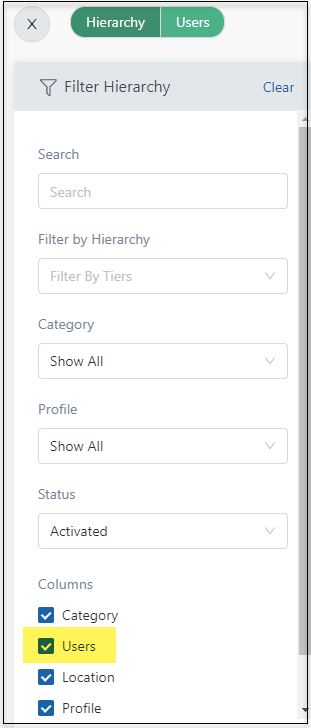 X Hierarchy Users
Filter Hierarchy Clear
Search
Search
Filter by Hierarchy
Filter By Tiers
Category
Show All
Profile
Show All
Status
Activated
Columns
Category
Users
Location
Profile